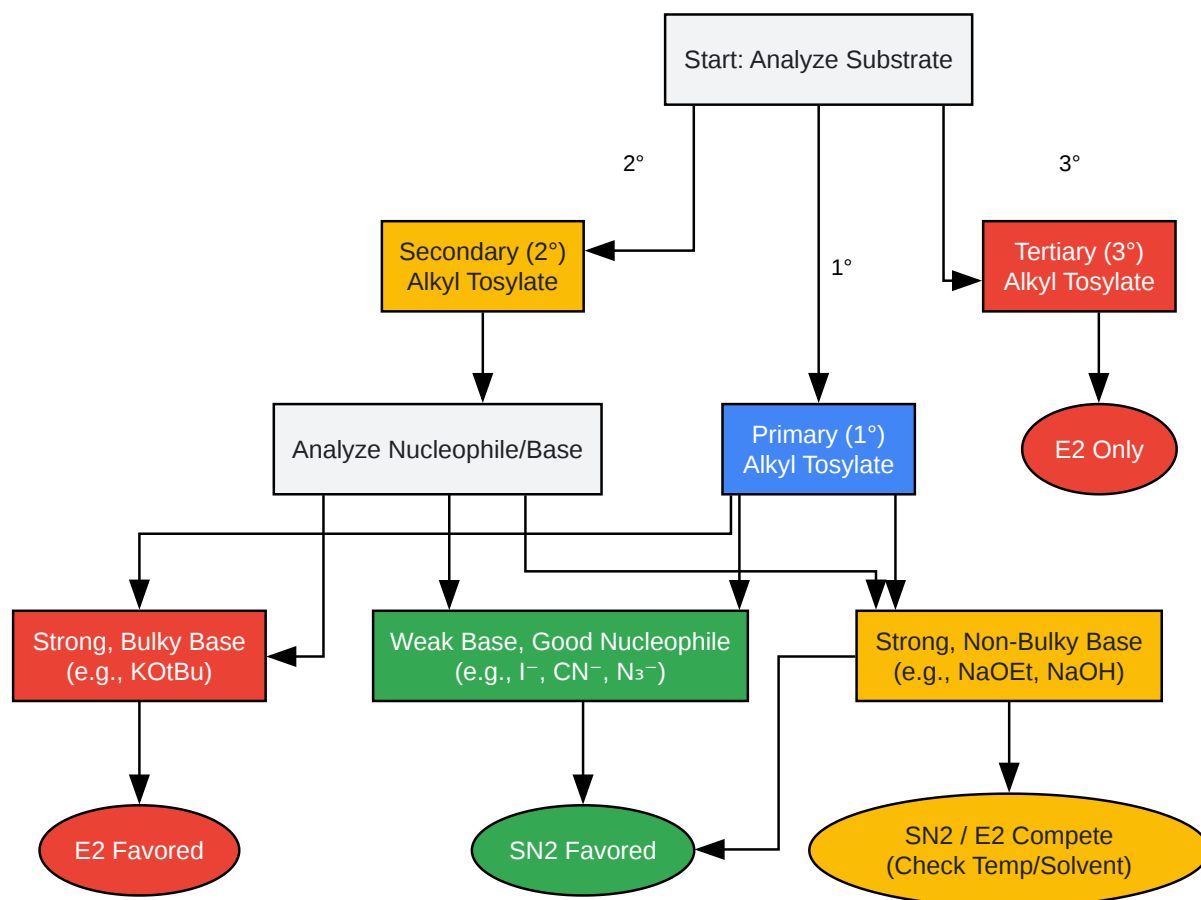 Start: Analyze Substrate
2°
3°
Secondary (2°)
Alkyl Tosylate
1°
Tertiary (3°)
Alkyl Tosylate
Analyze Nucleophile/Base
Primary (1°)
Alkyl Tosylate
E2 Only
Strong, Bulky Base
(e.g., KOtBu)
Weak Base, Good Nucleophile
(e.g., I⁻, CN⁻, N₃⁻)
Strong, Non-Bulky Base
(e.g., NaOEt, NaOH)
E2 Favored
SN2 Favored
SN2 / E2 Compete
(Check Temp/Solvent)